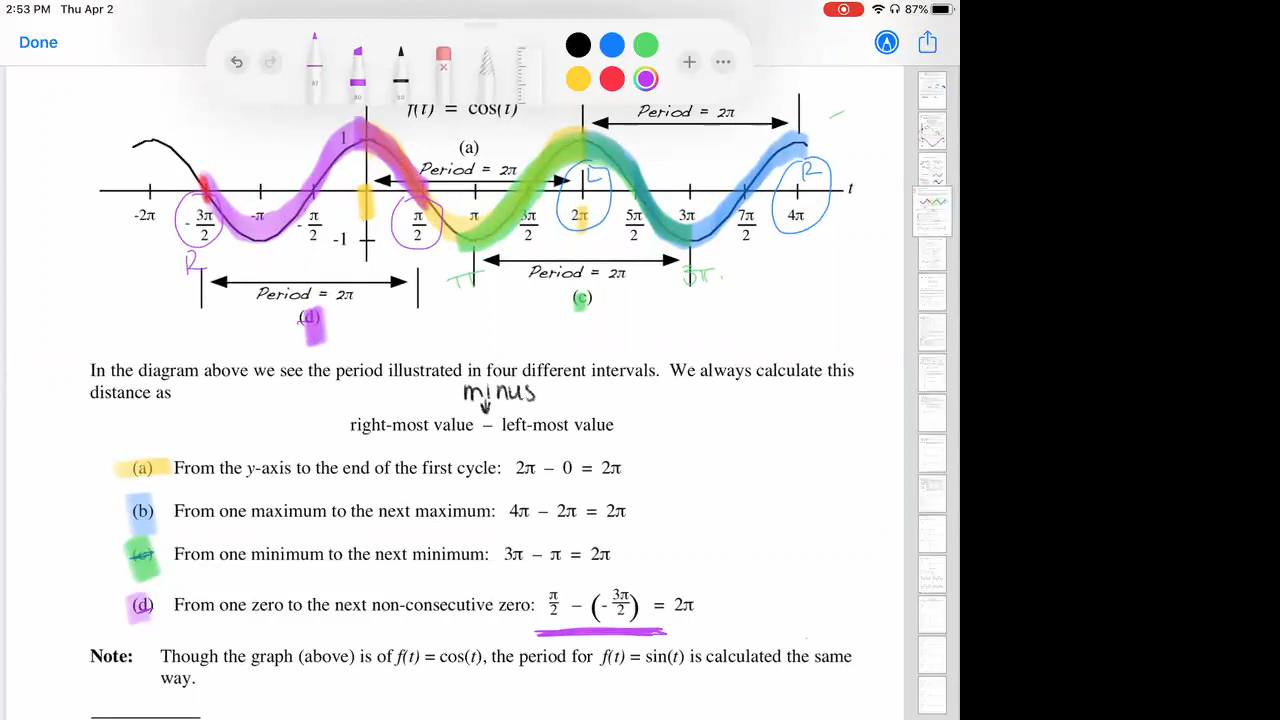 2:53 PM Thu Apr 2
87%
Done
f(t) = cos(t)
Period = 2π
(a)
1
Period = 2π
L
R
t
-2π
- 3π/2
-π
π/2
π/2
π
3π/2
2π
5π/2
3π
7π/2
4π
-1
R
π
3π
Period = 2π
Period = 2π
(c)
(d)
In the diagram above we see the period illustrated in four different intervals. We always calculate this
distance as
minus
right-most value – left-most value
(a) From the y-axis to the end of the first cycle: 2π – 0 = 2π
(b) From one maximum to the next maximum: 4π – 2π = 2π
(c) From one minimum to the next minimum: 3π – π = 2π
(d) From one zero to the next non-consecutive zero: π/2 – (- 3π/2) = 2π
Note: Though the graph (above) is of f(t) = cos(t), the period for f(t) = sin(t) is calculated the same
way.